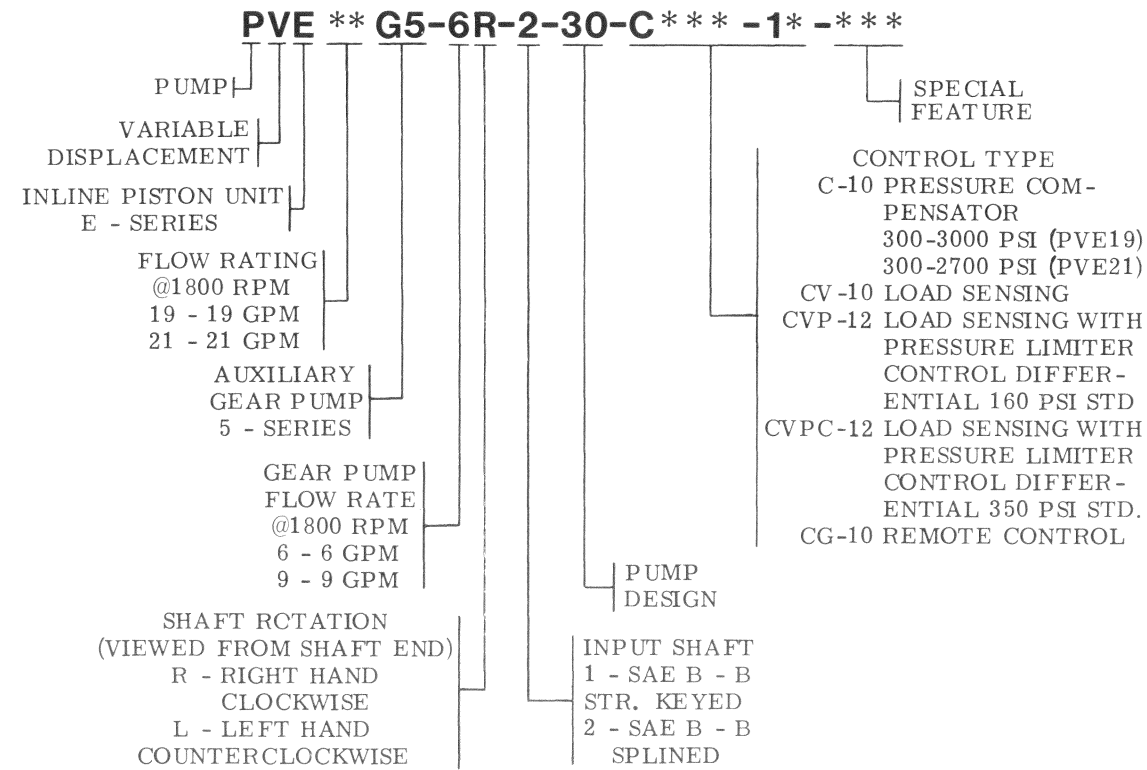 PVE ** G5-6R-2-30-C*** -1* -***
PUMP
VARIABLE
DISPLACEMENT
INLINE PISTON UNIT
E - SERIES
FLOW RATING
@1800 RPM
19 - 19 GPM
21 - 21 GPM
AUXILIARY
GEAR PUMP
5 - SERIES
GEAR PUMP
FLOW RATE
@1800 RPM
6 - 6 GPM
9 - 9 GPM
SHAFT ROTATION
(VIEWED FROM SHAFT END)
R - RIGHT HAND
CLOCKWISE
L - LEFT HAND
COUNTERCLOCKWISE
INPUT SHAFT
1 - SAE B - B
STR. KEYED
2 - SAE B - B
SPLINED
PUMP
DESIGN
CONTROL TYPE
C-10 PRESSURE COM-
PENSATOR
300-3000 PSI (PVE19)
300-2700 PSI (PVE21)
CV-10 LOAD SENSING
CVP-12 LOAD SENSING WITH
PRESSURE LIMITER
CONTROL DIFFER-
ENTIAL 160 PSI STD
CVPC-12 LOAD SENSING WITH
PRESSURE LIMITER
CONTROL DIFFER-
ENTIAL 350 PSI STD.
CG-10 REMOTE CONTROL
SPECIAL
FEATURE